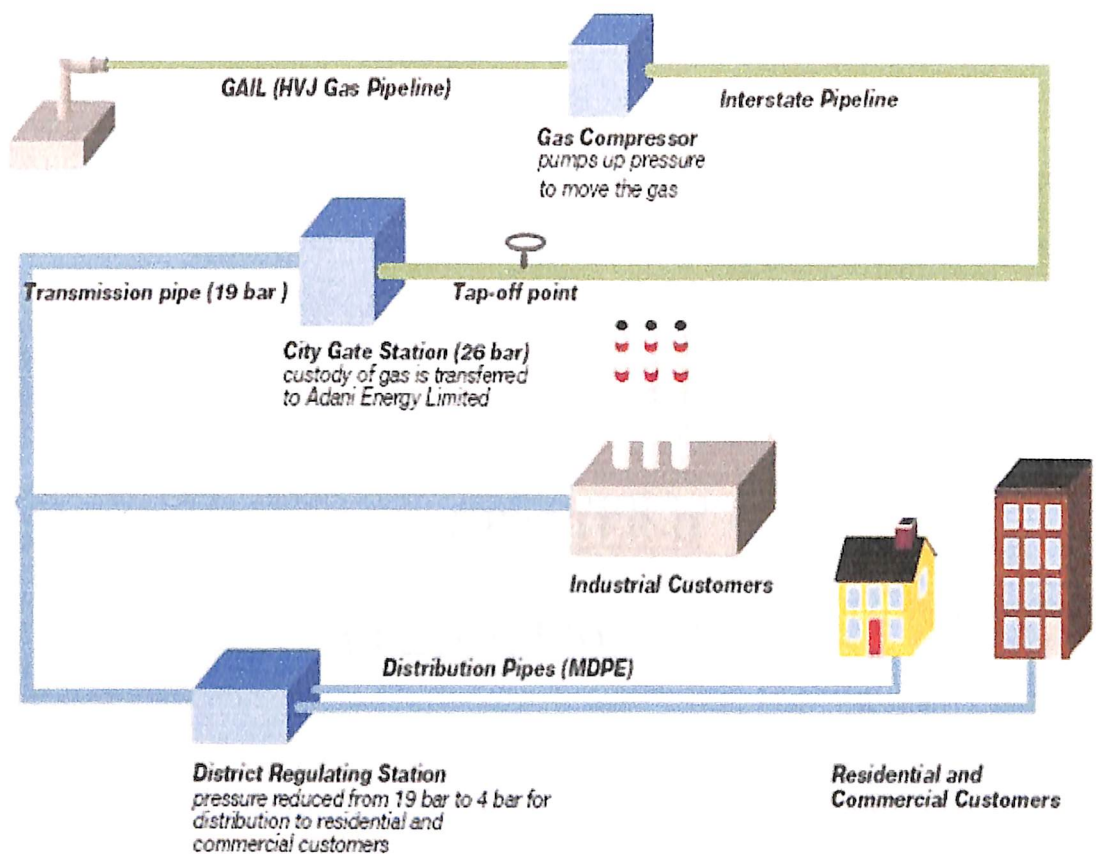 GAIL (HVJ Gas Pipeline)
Interstate Pipeline
Gas Compressor
pumps up pressure
to move the gas
Transmission pipe (19 bar )
Tap-off point
City Gate Station (26 bar)
custody of gas is transferred
to Adani Energy Limited
Industrial Customers
Distribution Pipes (MDPE)
District Regulating Station
pressure reduced from 19 bar to 4 bar for
distribution to residential and
commercial customers
Residential and
Commercial Customers